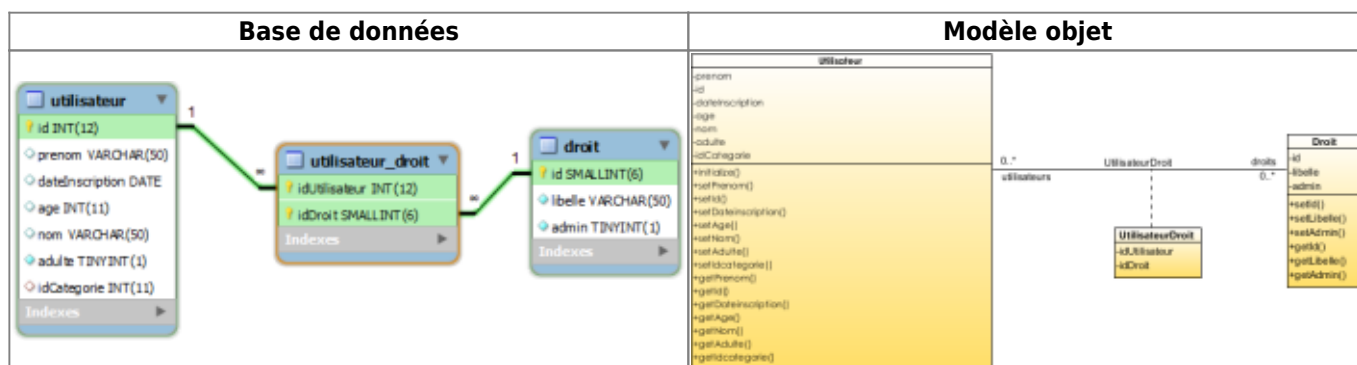 Base de données
Modèle objet
utilisateur
id INT(12)
prenom VARCHAR(50)
dateInscription DATE
age INT(11)
nom VARCHAR(50)
adulte TINYINT(1)
idCategorie INT(11)
Indexes
1
∞
utilisateur_droit
idUtilisateur INT(12)
idDroit SMALLINT(6)
Indexes
∞
1
droit
id SMALLINT(6)
libelle VARCHAR(50)
admin TINYINT(1)
Indexes
Utilisateur
-prenom
-id
-dateInscription
-age
-nom
-adulte
-idCategorie
+initialize()
+setPrenom()
+setId()
+setDateinscription()
+setAge()
+setNom()
+setAdulte()
+setIdcategorie()
+getPrenom()
+getId()
+getDateinscription()
+getAge()
+getNom()
+getAdulte()
+getIdcategorie()
0..*
UtilisateurDroit
droits
utilisateurs
0..*
UtilisateurDroit
-idUtilisateur
-idDroit
Droit
-id
-libelle
-admin
+setId()
+setLibelle()
+setAdmin()
+getId()
+getLibelle()
+getAdmin()